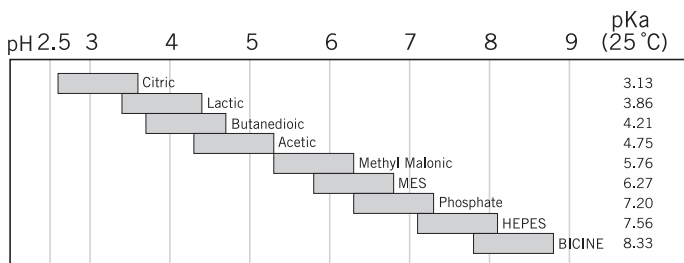 pKa
pH 2.5 3 4 5 6 7 8 9 (25 °C)
Citric 3.13
Lactic 3.86
Butanedioic 4.21
Acetic 4.75
Methyl Malonic 5.76
MES 6.27
Phosphate 7.20
HEPES 7.56
BICINE 8.33